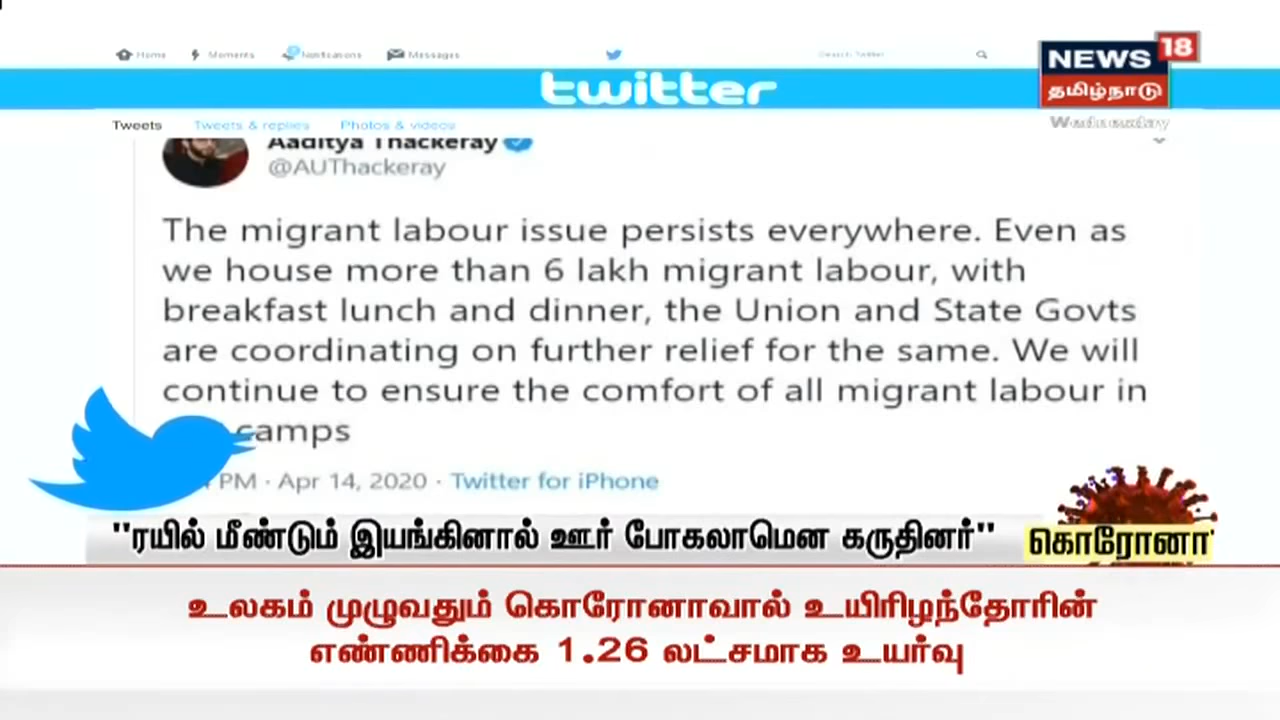 Home Moments Notifications Messages Search Twitter
NEWS 18
twitter
தமிழ்நாடு
Tweets Tweets & replies Photos & videos
Wednesday
Aaditya Thackeray
@AUThackeray
The migrant labour issue persists everywhere. Even as
we house more than 6 lakh migrant labour, with
breakfast lunch and dinner, the Union and State Govts
are coordinating on further relief for the same. We will
continue to ensure the comfort of all migrant labour in
camps
PM · Apr 14, 2020 · Twitter for iPhone
"ரயில் மீண்டும் இயங்கினால் ஊர் போகலாமென கருதினர்"
கொரோனா
உலகம் முழுவதும் கொரோனாவால் உயிரிழந்தோரின்
எண்ணிக்கை 1.26 லட்சமாக உயர்வு